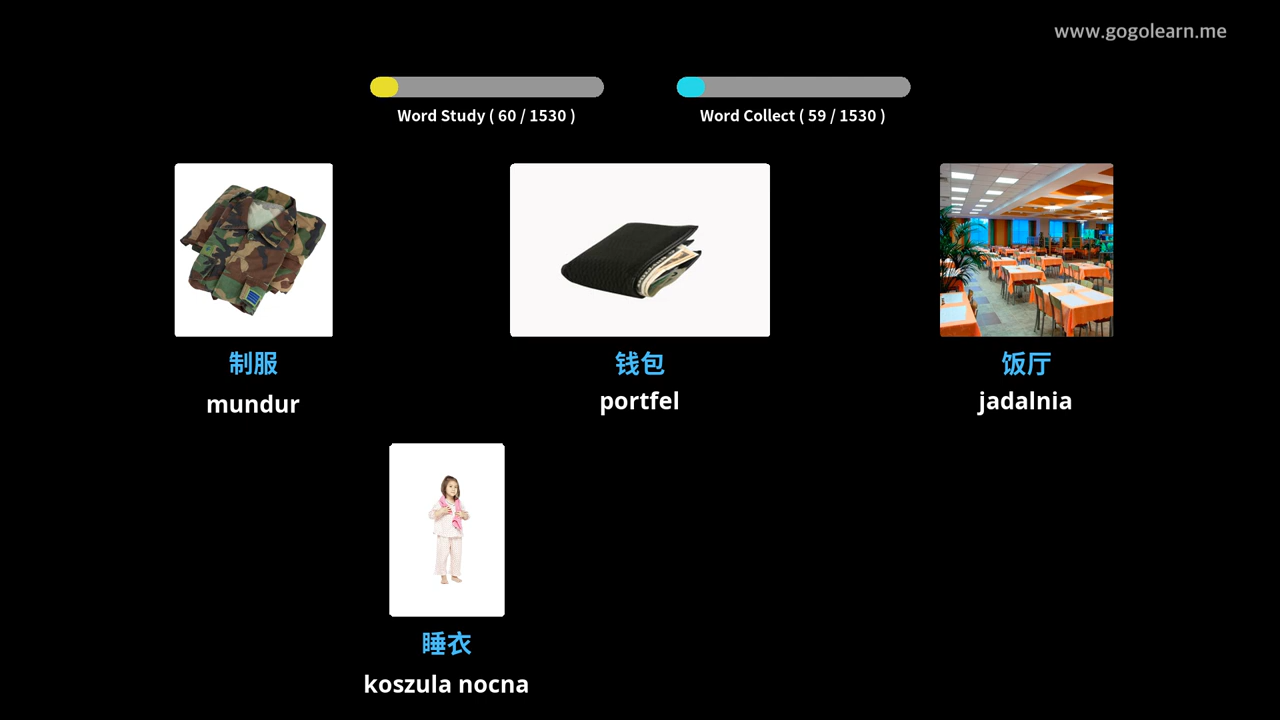 www.gogolearn.me
Word Study ( 60 / 1530 )
Word Collect ( 59 / 1530 )
制服
钱包
饭厅
mundur
portfel
jadalnia
睡衣
koszula nocna